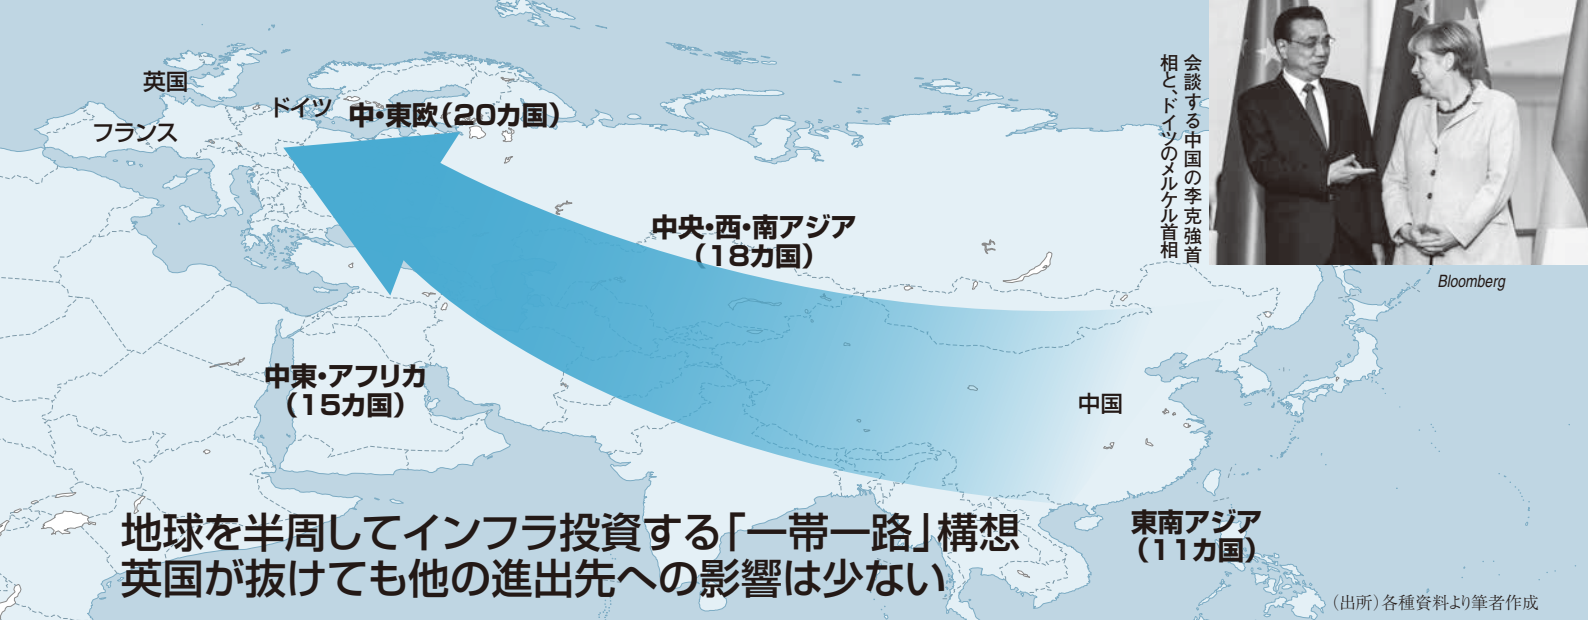 英国
フランス
ドイツ
中・東欧（20カ国）
中央・西・南アジア
（18カ国）
中東・アフリカ
（15カ国）
中国
東南アジア
（11カ国）
会談する中国の李克強首
相と、ドイツのメルケル首相
Bloomberg
地球を半周してインフラ投資する「一帯一路」構想
英国が抜けても他の進出先への影響は少ない
（出所）各種資料より筆者作成